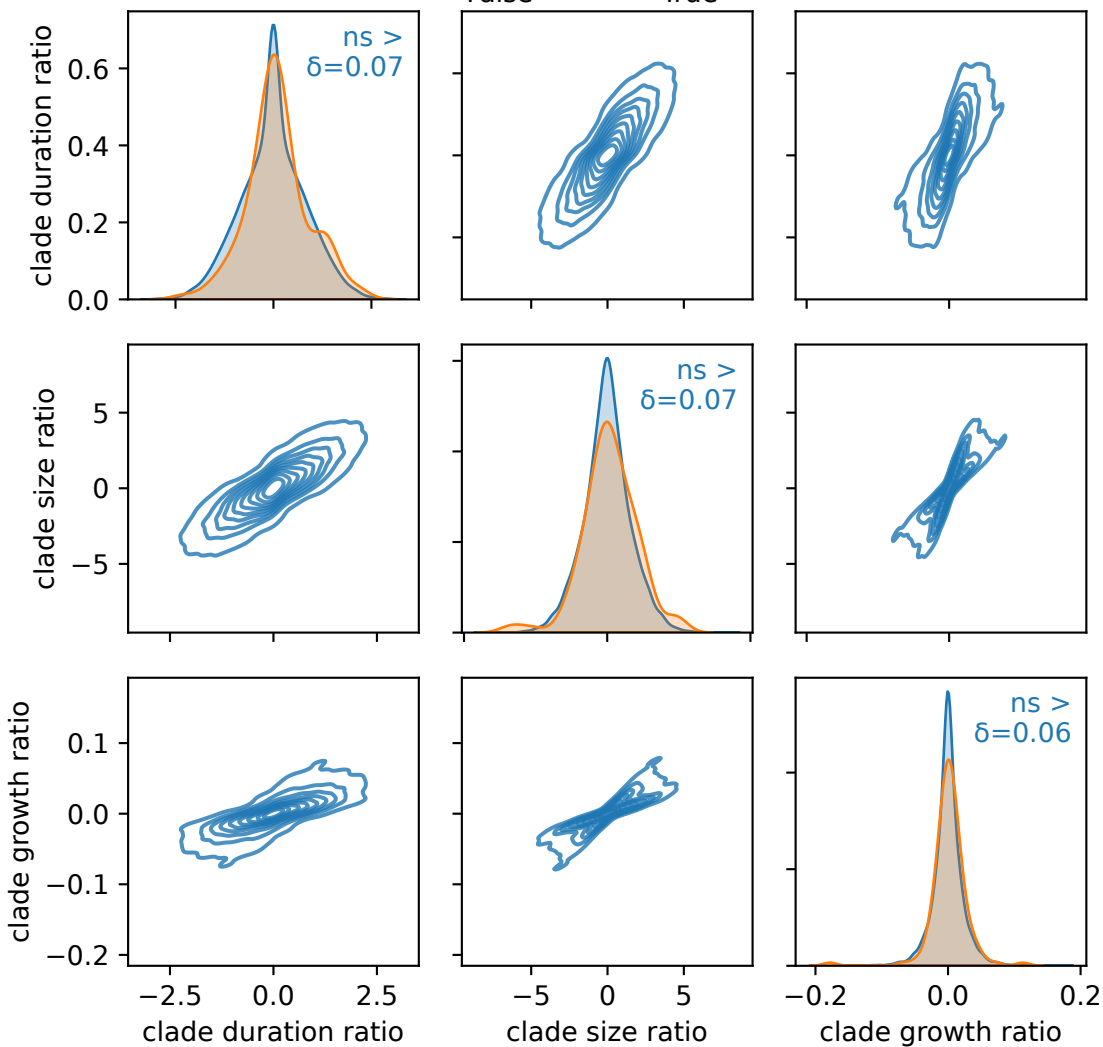 clade duration ratio
0.6
0.4
0.2
0.0
ns >
δ=0.07
clade size ratio
5
0
−5
ns >
δ=0.07
clade growth ratio
0.1
0.0
−0.1
−0.2
ns >
δ=0.06
−2.5 0.0 2.5
−5 0 5
−0.2 0.0 0.2
clade duration ratio
clade size ratio
clade growth ratio